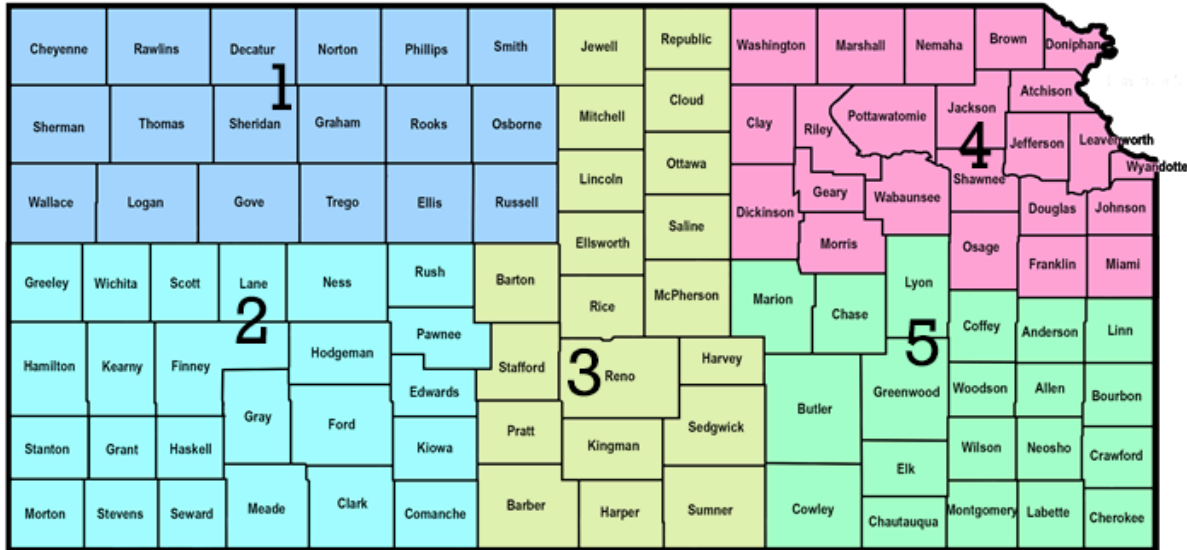 Cheyenne Rawlins Decatur Norton Phillips Smith Jewell Republic Washington Marshall Nemaha Brown Doniphan
1
Sherman Thomas Sheridan Graham Rooks Osborne Mitchell Cloud Clay Riley Pottawatomie Jackson Atchison
Jefferson Leavenworth
4
Wyandotte
Wallace Logan Gove Trego Ellis Russell Lincoln Ottawa Dickinson Geary Wabaunsee Shawnee Douglas Johnson
Ellsworth Saline Morris Osage Franklin Miami
Greeley Wichita Scott Lane Ness Rush Barton Rice McPherson Marion Chase Lyon Coffey Anderson Linn
2
Hamilton Kearny Finney Hodgeman Pawnee Stafford Reno Harvey
3
5
Edwards Butler Greenwood Woodson Allen Bourbon
Gray Ford Pratt Kingman Sedgwick
Stanton Grant Haskell Kiowa Elk Wilson Neosho Crawford
Morton Stevens Seward Meade Clark Comanche Barber Harper Sumner Cowley Chautauqua Montgomery Labette Cherokee